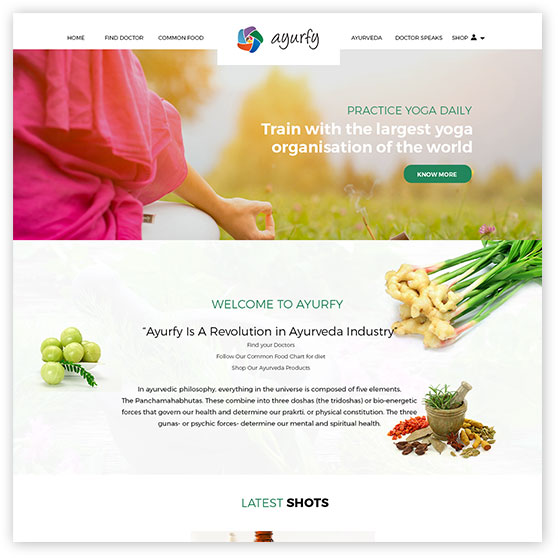 HOME FIND DOCTOR COMMON FOOD ayurfy AYURVEDA DOCTOR SPEAKS SHOP
PRACTICE YOGA DAILY
Train with the largest yoga
organisation of the world
KNOW MORE
WELCOME TO AYURFY
“Ayurfy Is A Revolution in Ayurveda Industry”
Find your Doctors
Follow Our Common Food Chart for diet
Shop Our Ayurveda Products
In ayurvedic philosophy, everything in the universe is composed of five elements,
The Panchamahabhutas. These combine into three doshas (the tridoshas) or bio-energetic
forces that govern our health and determine our prakrti, or physical constitution. The three
gunas- or psychic forces- determine our mental and spiritual health.
LATEST SHOTS